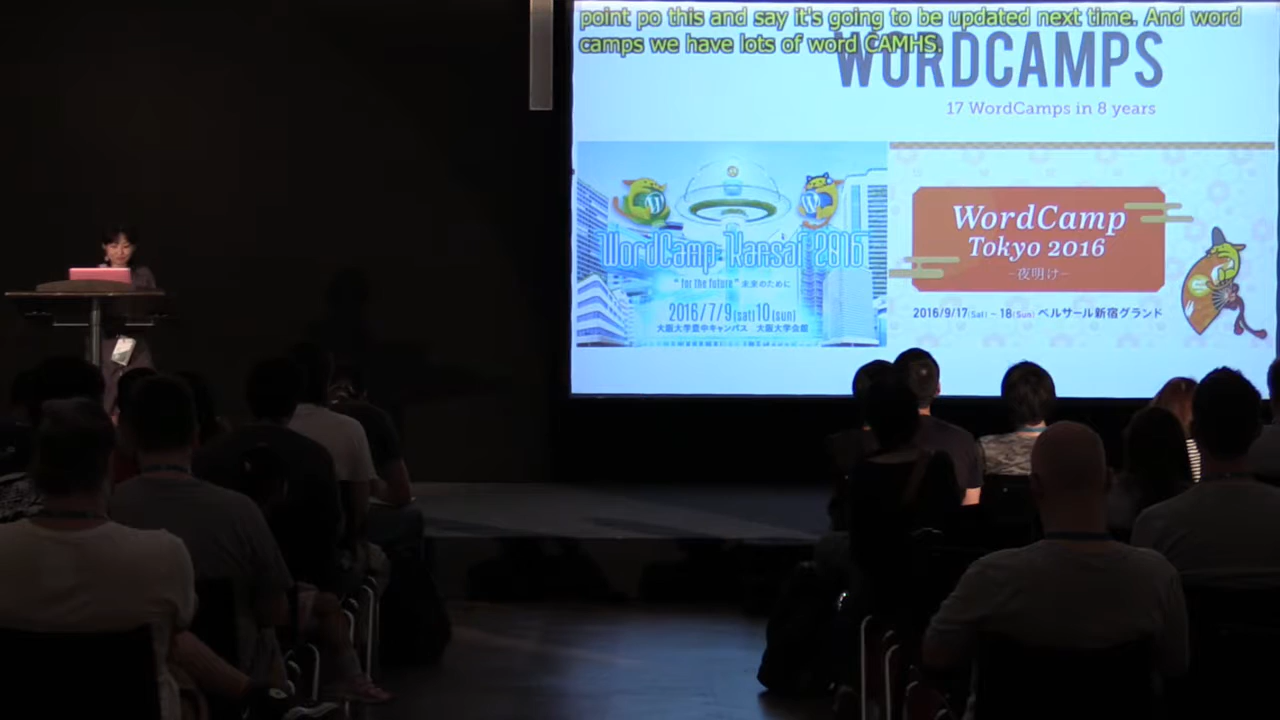 point po this and say it's going to be updated next time. And word
camps we have lots of word CAMHS.
WORDCAMPS
17 WordCamps in 8 years
WordCamp Kansai 2016
"for the future" 未来のために
2016/7/9(sat)10(sun)
大阪大学豊中キャンパス 大阪大学会館
WordCamp
Tokyo 2016
−夜明け−
2016/9/17(Sat) ~ 18(Sun) ベルサール新宿グランド